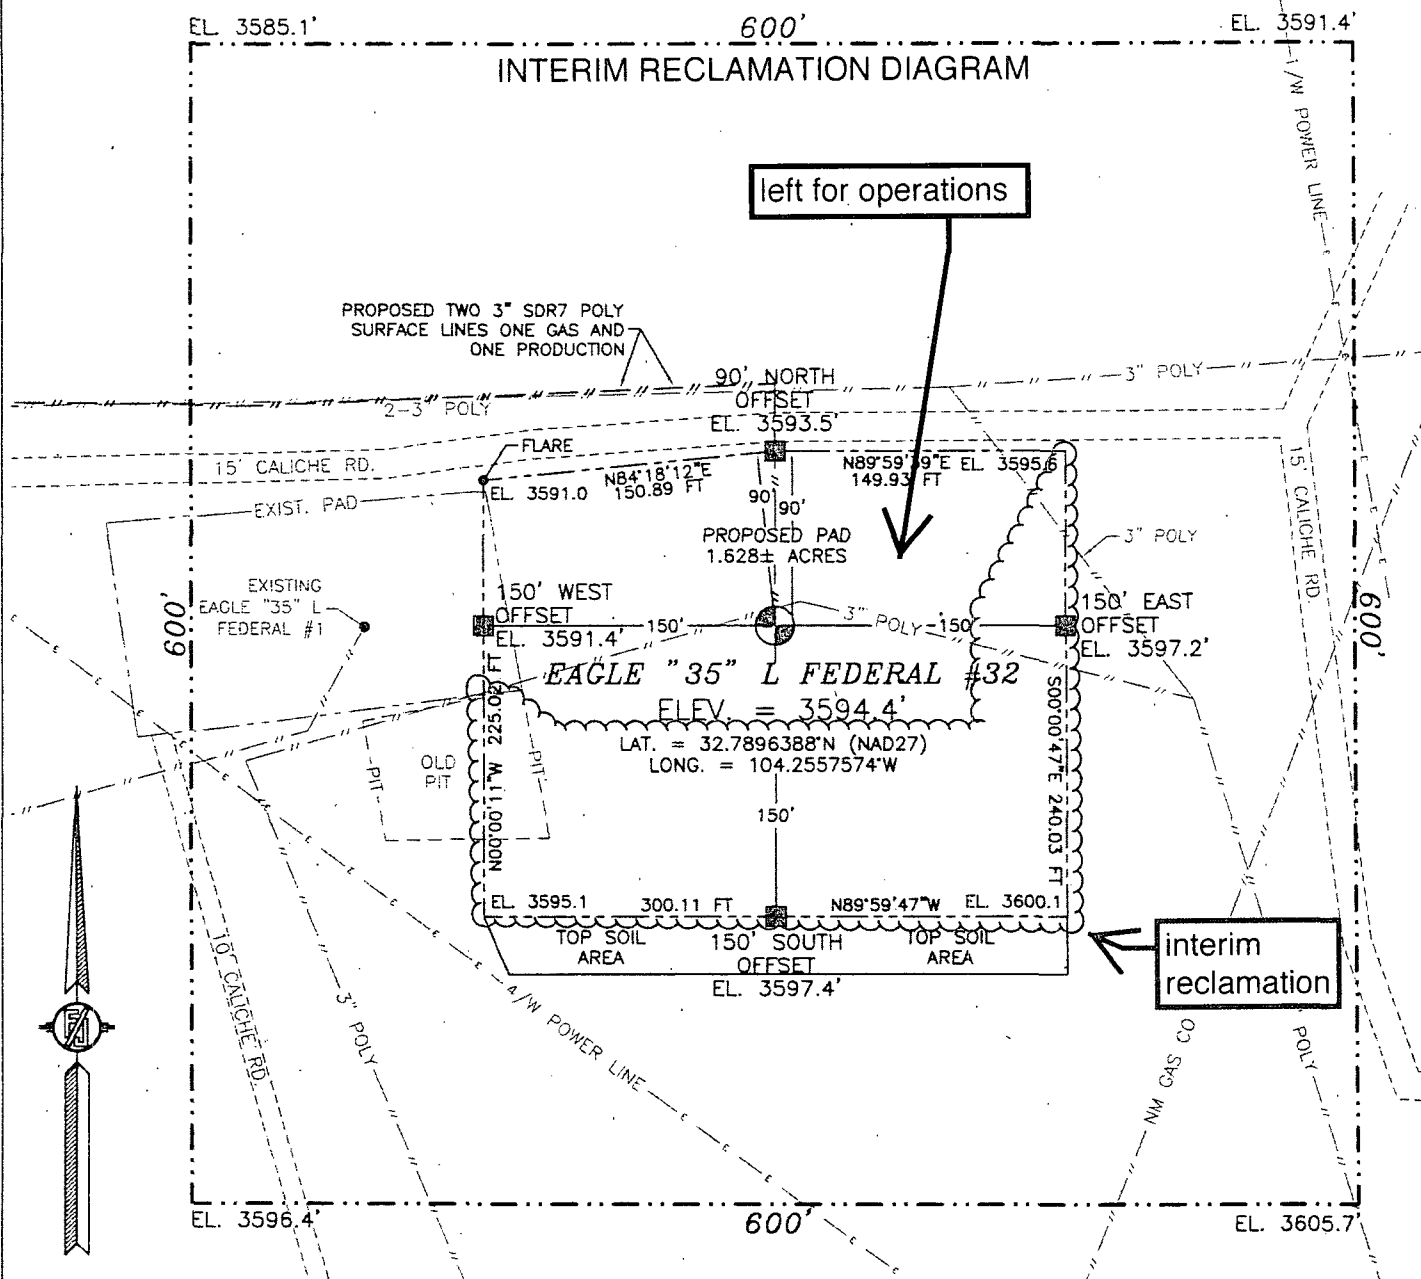 EL. 3585.1'
600'
EL. 3591.4'
INTERIM RECLAMATION DIAGRAM
POWER LINE
left for operations
PROPOSED TWO 3" SDR7 POLY
SURFACE LINES ONE GAS AND
ONE PRODUCTION
90' NORTH
OFFSET
EL. 3593.5'
3" POLY
2-3" POLY
FLARE
15' CALICHE RD.
N84°18'12"E
150.89 FT
N89°59'39"E
149.93 FT
EL. 3595.6
EL. 3591.0
EXIST. PAD
90'
90'
15' CALICHE RD.
PROPOSED PAD
1.628± ACRES
3" POLY
EXISTING
EAGLE "35" L
FEDERAL #1
600'
150' WEST
OFFSET
EL. 3591.4'
150'
3" POLY
150'
150' EAST
OFFSET
EL. 3597.2'
600'
EAGLE "35" L FEDERAL #32
ELEV. = 3594.4'
LAT. = 32.7896388°N (NAD27)
LONG. = 104.2557574°W
N00°00'11"W 225.02 FT
S00°00'47"E 240.03 FT
OLD
PIT
PIT
PIT
150'
EL. 3595.1
300.11 FT
N89°59'47"W
EL. 3600.1
TOP SOIL
AREA
150' SOUTH
OFFSET
EL. 3597.4'
TOP SOIL
AREA
interim
reclamation
10' CALICHE RD.
3" POLY
4/W POWER LINE
NM GAS CO
POLY
EL. 3596.4'
600'
EL. 3605.7'